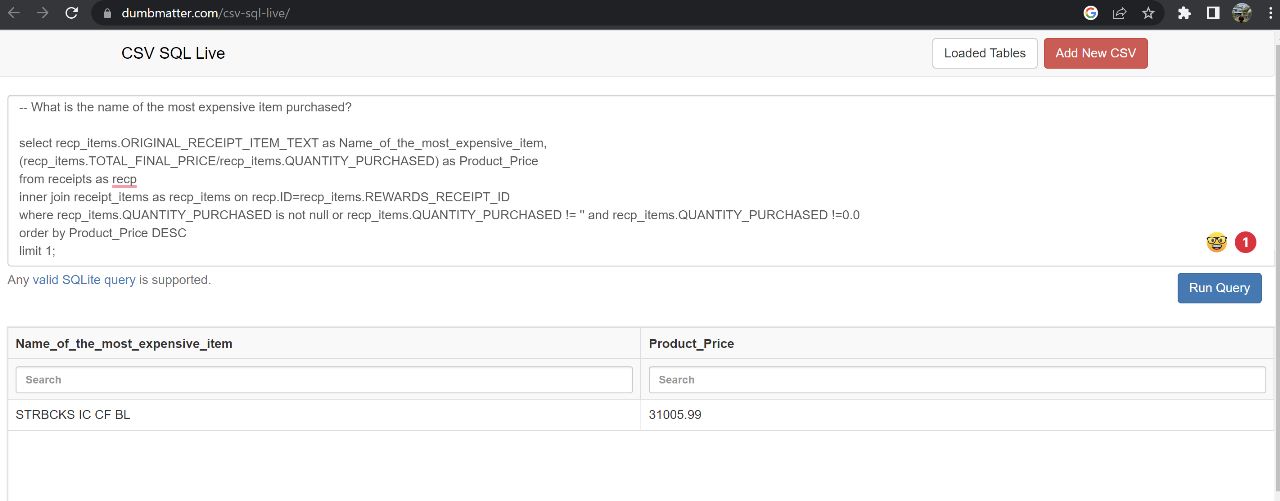 dumbmatter.com/csv-sql-live/
CSV SQL Live
Loaded Tables
Add New CSV
-- What is the name of the most expensive item purchased?
select recp_items.ORIGINAL_RECEIPT_ITEM_TEXT as Name_of_the_most_expensive_item,
(recp_items.TOTAL_FINAL_PRICE/recp_items.QUANTITY_PURCHASED) as Product_Price
from receipts as recp
inner join receipt_items as recp_items on recp.ID=recp_items.REWARDS_RECEIPT_ID
where recp_items.QUANTITY_PURCHASED is not null or recp_items.QUANTITY_PURCHASED != '' and recp_items.QUANTITY_PURCHASED !=0.0
order by Product_Price DESC
limit 1;
1
Any valid SQLite query is supported.
Run Query
Name_of_the_most_expensive_item
Product_Price
Search
Search
STRBCKS IC CF BL
31005.99